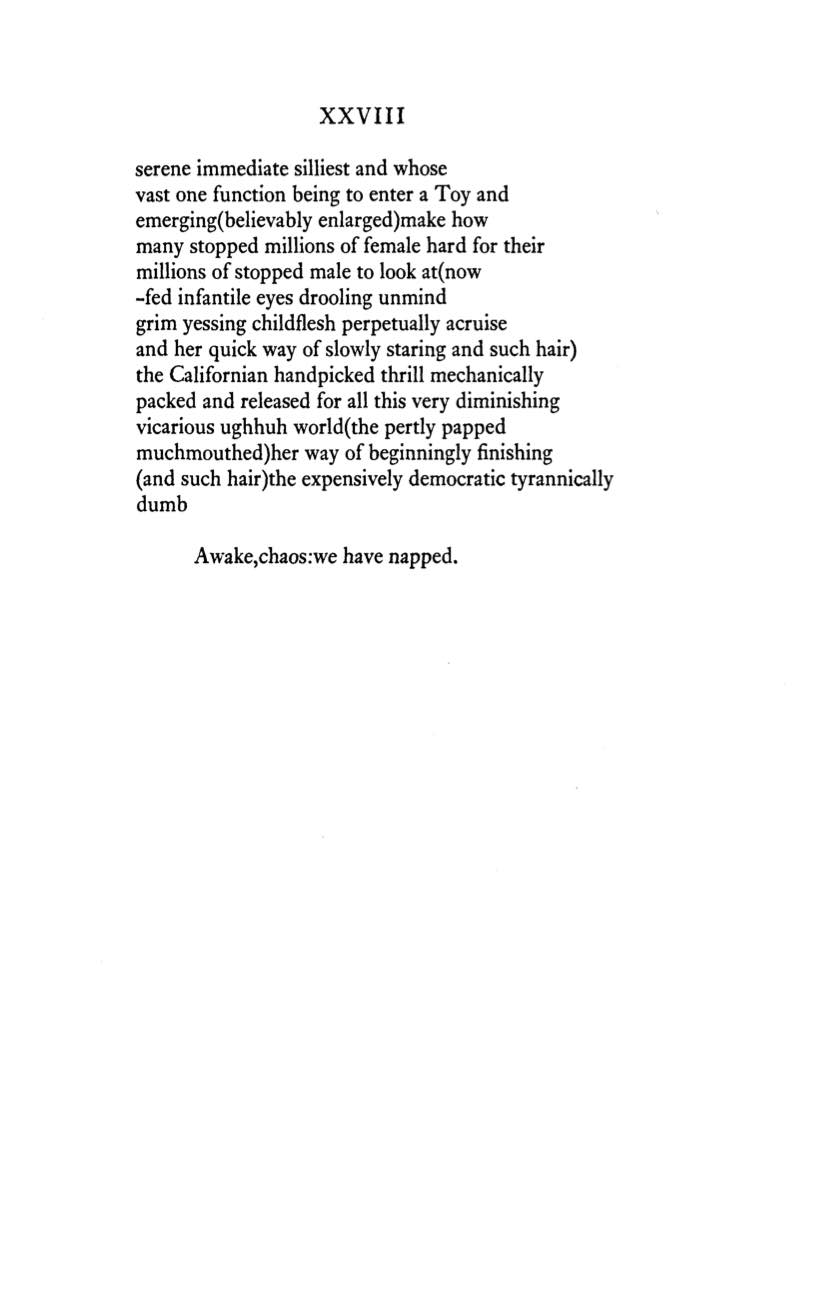 XXVIII
serene immediate silliest and whose
vast one function being to enter a Toy and
emerging(believably enlarged)make how
many stopped millions of female hard for their
millions of stopped male to look at(now
-fed infantile eyes drooling unmind
grim yessing childflesh perpetually acruise
and her quick way of slowly staring and such hair)
the Californian handpicked thrill mechanically
packed and released for all this very diminishing
vicarious ughhuh world(the pertly papped
muchmouthed)her way of beginningly finishing
(and such hair)the expensively democratic tyrannically
dumb
Awake,chaos:we have napped.